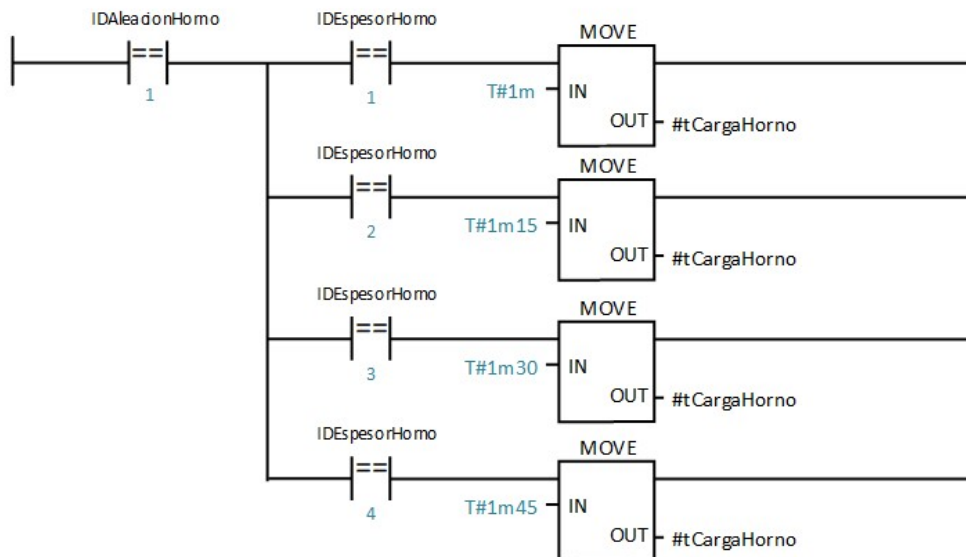 IDAleacionHorno IDEspesorHorno MOVE
== ==
1 1 T#1m IN
OUT #tCargaHorno
IDEspesorHorno MOVE
==
2 T#1m15 IN
OUT #tCargaHorno
IDEspesorHorno MOVE
==
3 T#1m30 IN
OUT #tCargaHorno
IDEspesorHorno MOVE
==
4 T#1m45 IN
OUT #tCargaHorno